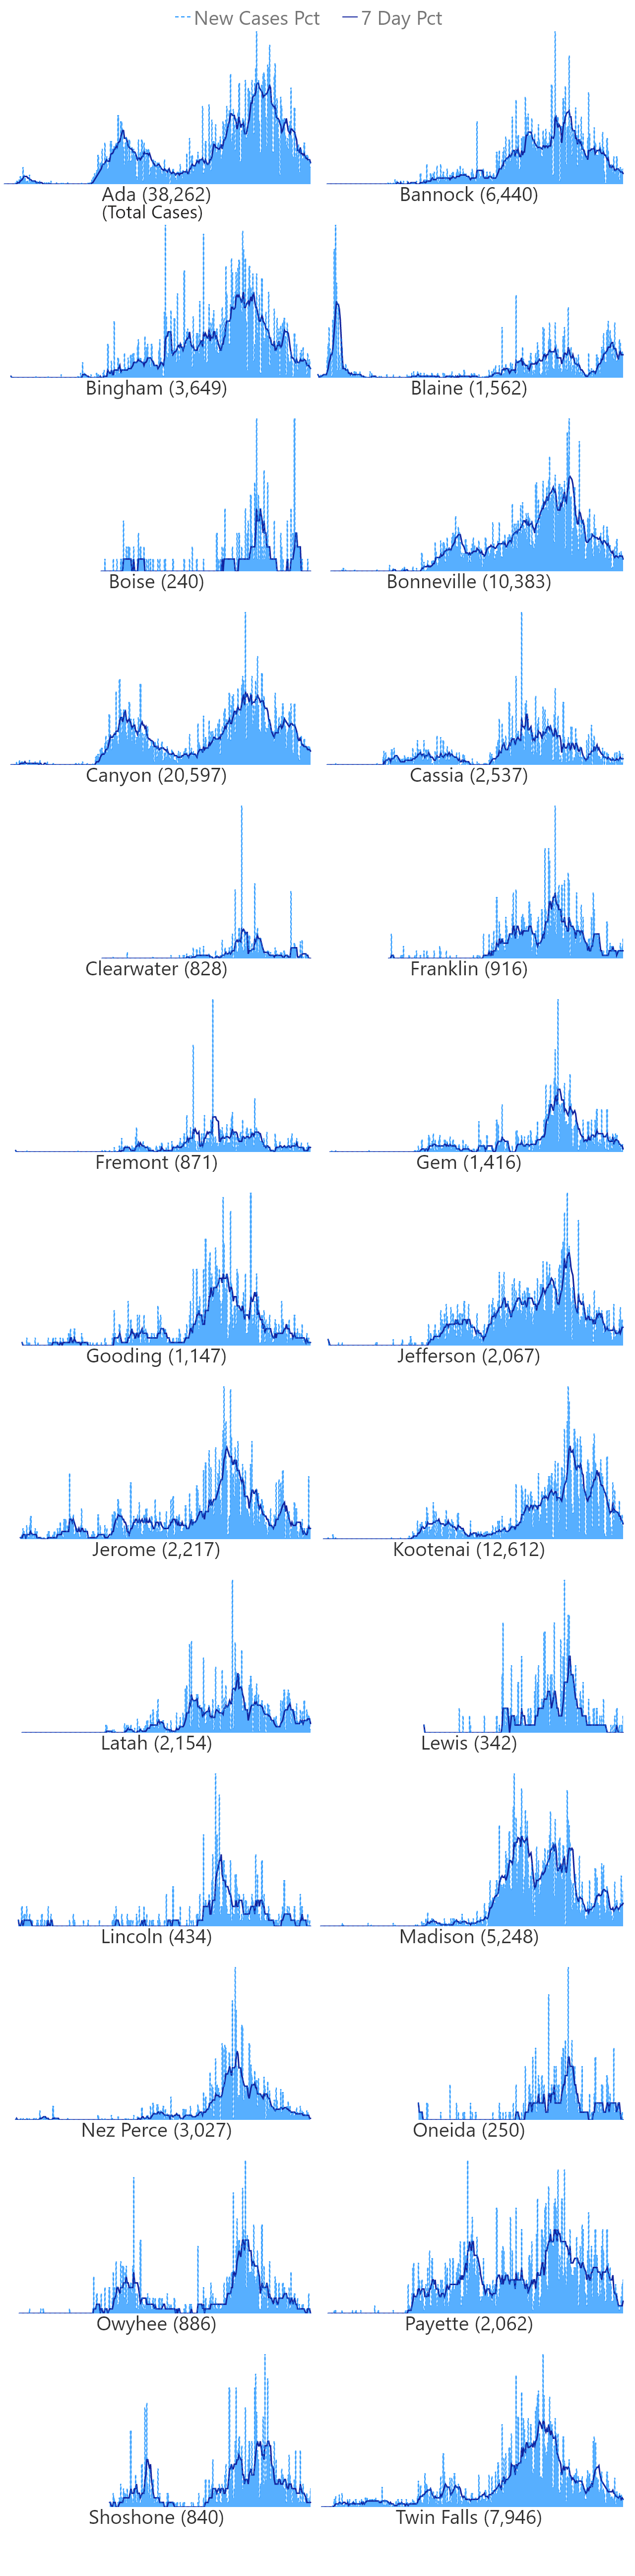 New Cases Pct 7 Day Pct
Ada (38,262) Bannock (6,440)
(Total Cases)
Bingham (3,649) Blaine (1,562)
Boise (240) Bonneville (10,383)
Canyon (20,597) Cassia (2,537)
Clearwater (828) Franklin (916)
Fremont (871) Gem (1,416)
Gooding (1,147) Jefferson (2,067)
Jerome (2,217) Kootenai (12,612)
Latah (2,154) Lewis (342)
Lincoln (434) Madison (5,248)
Nez Perce (3,027) Oneida (250)
Owyhee (886) Payette (2,062)
Shoshone (840) Twin Falls (7,946)